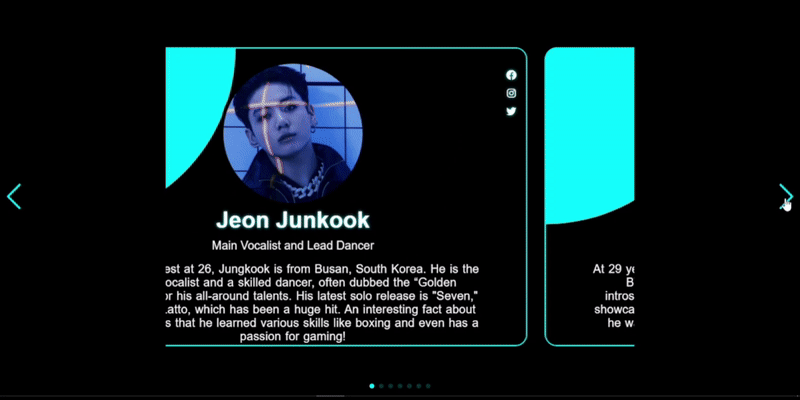 Jeon Junkook
Main Vocalist and Lead Dancer
est at 26, Jungkook is from Busan, South Korea. He is the
ocalist and a skilled dancer, often dubbed the “Golden
or his all-around talents. His latest solo release is "Seven,"
atto, which has been a huge hit. An interesting fact about
s that he learned various skills like boxing and even has a
passion for gaming!
At 29 ye
B
intros
showca
he w